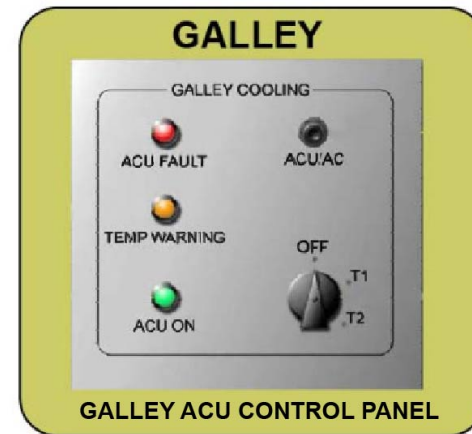 GALLEY
GALLEY COOLING
ACU FAULT
ACU/AC
TEMP WARNING
OFF
T1
T2
ACU ON
GALLEY ACU CONTROL PANEL